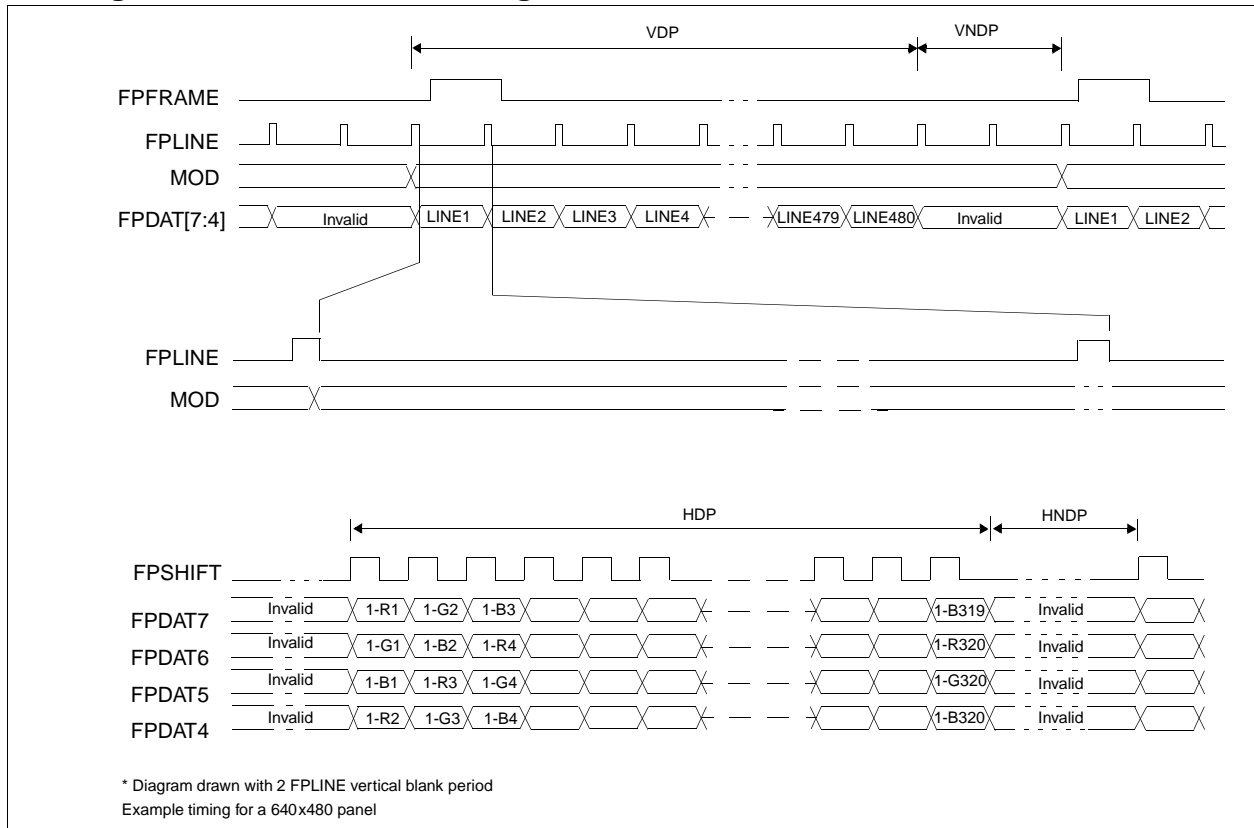 VDP VNDP
FPFRAME
FPLINE
MOD
FPDAT[7:4] Invalid LINE1 LINE2 LINE3 LINE4 LINE479 LINE480 Invalid LINE1 LINE2
FPLINE
MOD
HDP HNDP
FPSHIFT
FPDAT7 Invalid 1-R1 1-G2 1-B3 1-B319 Invalid
FPDAT6 Invalid 1-G1 1-B2 1-R4 1-R320 Invalid
FPDAT5 Invalid 1-B1 1-R3 1-G4 1-G320 Invalid
FPDAT4 Invalid 1-R2 1-G3 1-B4 1-B320 Invalid
* Diagram drawn with 2 FPLINE vertical blank period
Example timing for a 640x480 panel